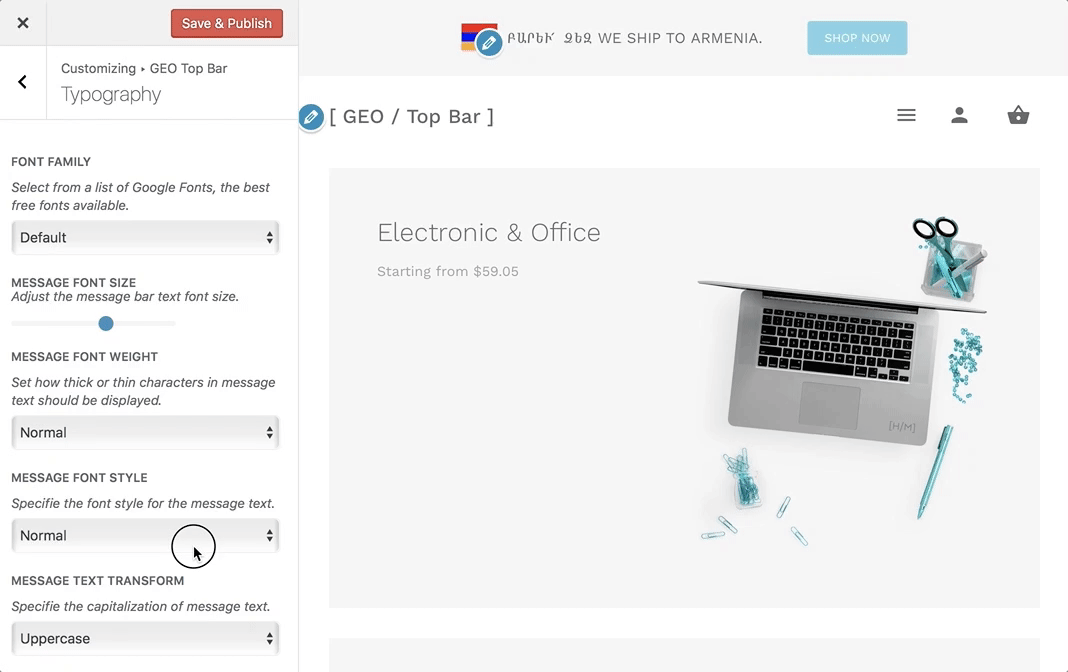 Save & Publish
Customizing ▸ GEO Top Bar
Typography
FONT FAMILY
Select from a list of Google Fonts, the best
free fonts available.
Default
MESSAGE FONT SIZE
Adjust the message bar text font size.
MESSAGE FONT WEIGHT
Set how thick or thin characters in message
text should be displayed.
Normal
MESSAGE FONT STYLE
Specifie the font style for the message text.
Normal
MESSAGE TEXT TRANSFORM
Specifie the capitalization of message text.
Uppercase
ԲԱՐԵՒ ՁԵԶ WE SHIP TO ARMENIA.
SHOP NOW
[ GEO / Top Bar ]
Electronic & Office
Starting from $59.05
[H/M]